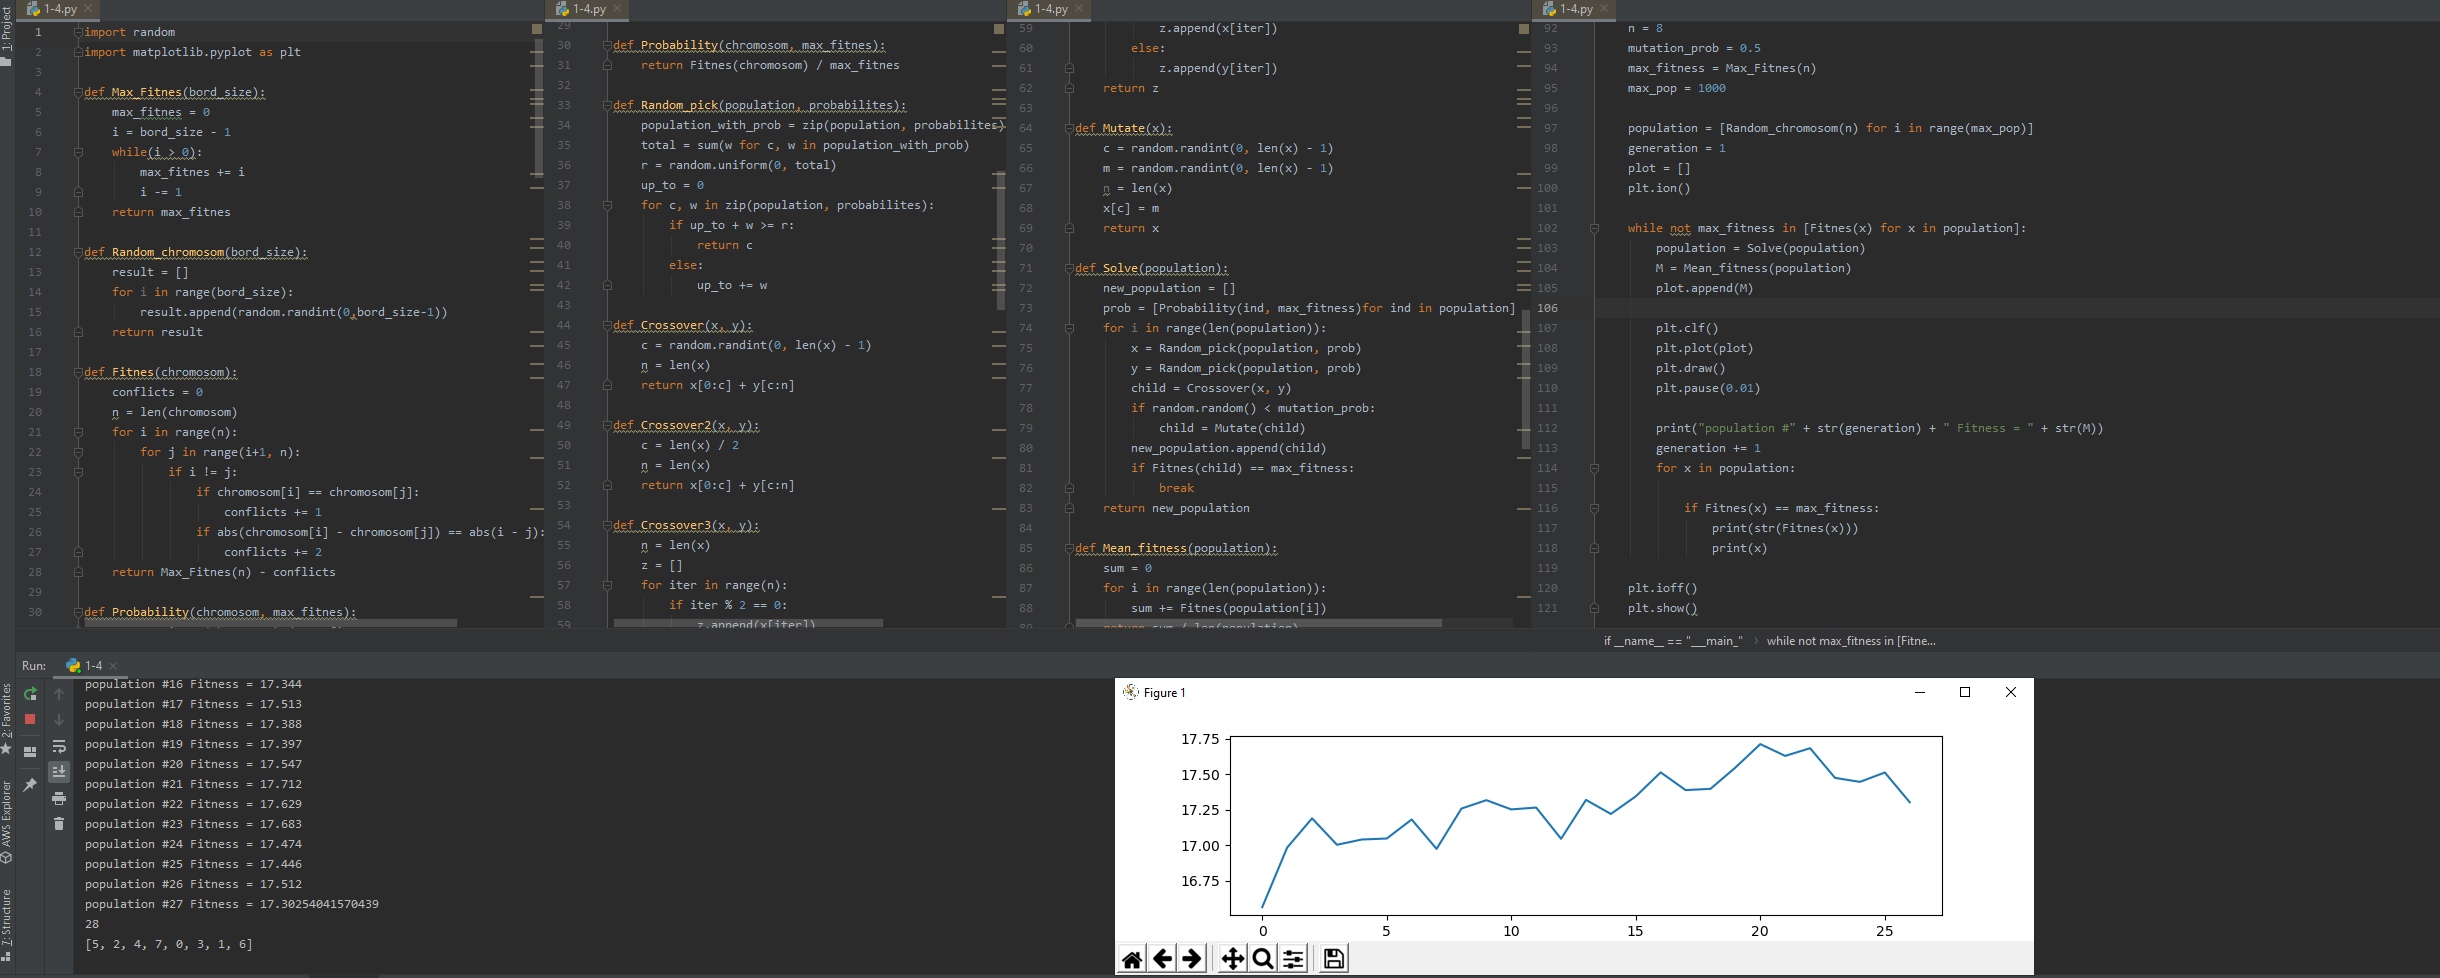 1: Project
1-4.py
1 import random
2 import matplotlib.pyplot as plt
3
4 def Max_Fitnes(bord_size):
5 max_fitnes = 0
6 i = bord_size - 1
7 while(i > 0):
8 max_fitnes += i
9 i -= 1
10 return max_fitnes
11
12 def Random_chromosom(bord_size):
13 result = []
14 for i in range(bord_size):
15 result.append(random.randint(0,bord_size-1))
16 return result
17
18 def Fitnes(chromosom):
19 conflicts = 0
20 n = len(chromosom)
21 for i in range(n):
22 for j in range(i+1, n):
23 if i != j:
24 if chromosom[i] == chromosom[j]:
25 conflicts += 1
26 if abs(chromosom[i] - chromosom[j]) == abs(i - j):
27 conflicts += 2
28 return Max_Fitnes(n) - conflicts
29
30 def Probability(chromosom, max_fitnes):
1-4.py
29
30 def Probability(chromosom, max_fitnes):
31 return Fitnes(chromosom) / max_fitnes
32
33 def Random_pick(population, probabilites):
34 population_with_prob = zip(population, probabilites)
35 total = sum(w for c, w in population_with_prob)
36 r = random.uniform(0, total)
37 up_to = 0
38 for c, w in zip(population, probabilites):
39 if up_to + w >= r:
40 return c
41 else:
42 up_to += w
43
44 def Crossover(x, y):
45 c = random.randint(0, len(x) - 1)
46 n = len(x)
47 return x[0:c] + y[c:n]
48
49 def Crossover2(x, y):
50 c = len(x) / 2
51 n = len(x)
52 return x[0:c] + y[c:n]
53
54 def Crossover3(x, y):
55 n = len(x)
56 z = []
57 for iter in range(n):
58 if iter % 2 == 0:
59 z.append(x[iter])
1-4.py
59 z.append(x[iter])
60 else:
61 z.append(y[iter])
62 return z
63
64 def Mutate(x):
65 c = random.randint(0, len(x) - 1)
66 m = random.randint(0, len(x) - 1)
67 n = len(x)
68 x[c] = m
69 return x
70
71 def Solve(population):
72 new_population = []
73 prob = [Probability(ind, max_fitness)for ind in population]
74 for i in range(len(population)):
75 x = Random_pick(population, prob)
76 y = Random_pick(population, prob)
77 child = Crossover(x, y)
78 if random.random() < mutation_prob:
79 child = Mutate(child)
80 new_population.append(child)
81 if Fitnes(child) == max_fitness:
82 break
83 return new_population
84
85 def Mean_fitness(population):
86 sum = 0
87 for i in range(len(population)):
88 sum += Fitnes(population[i])
89 return sum / len(population)
1-4.py
92 n = 8
93 mutation_prob = 0.5
94 max_fitness = Max_Fitnes(n)
95 max_pop = 1000
96
97 population = [Random_chromosom(n) for i in range(max_pop)]
98 generation = 1
99 plot = []
100 plt.ion()
101
102 while not max_fitness in [Fitnes(x) for x in population]:
103 population = Solve(population)
104 M = Mean_fitness(population)
105 plot.append(M)
106
107 plt.clf()
108 plt.plot(plot)
109 plt.draw()
110 plt.pause(0.01)
111
112 print("population #" + str(generation) + " Fitness = " + str(M))
113 generation += 1
114 for x in population:
115
116 if Fitnes(x) == max_fitness:
117 print(str(Fitnes(x)))
118 print(x)
119
120 plt.ioff()
121 plt.show()
if __name__ == "___main_" › while not max_fitness in [Fitne...
Run: 1-4
population #16 Fitness = 17.344
population #17 Fitness = 17.513
population #18 Fitness = 17.388
population #19 Fitness = 17.397
population #20 Fitness = 17.547
population #21 Fitness = 17.712
population #22 Fitness = 17.629
population #23 Fitness = 17.683
population #24 Fitness = 17.474
population #25 Fitness = 17.446
population #26 Fitness = 17.512
population #27 Fitness = 17.30254041570439
28
[5, 2, 4, 7, 0, 3, 1, 6]
2: Favorites
AWS Explorer
7: Structure
Figure 1
17.75
17.50
17.25
17.00
16.75
0 5 10 15 20 25